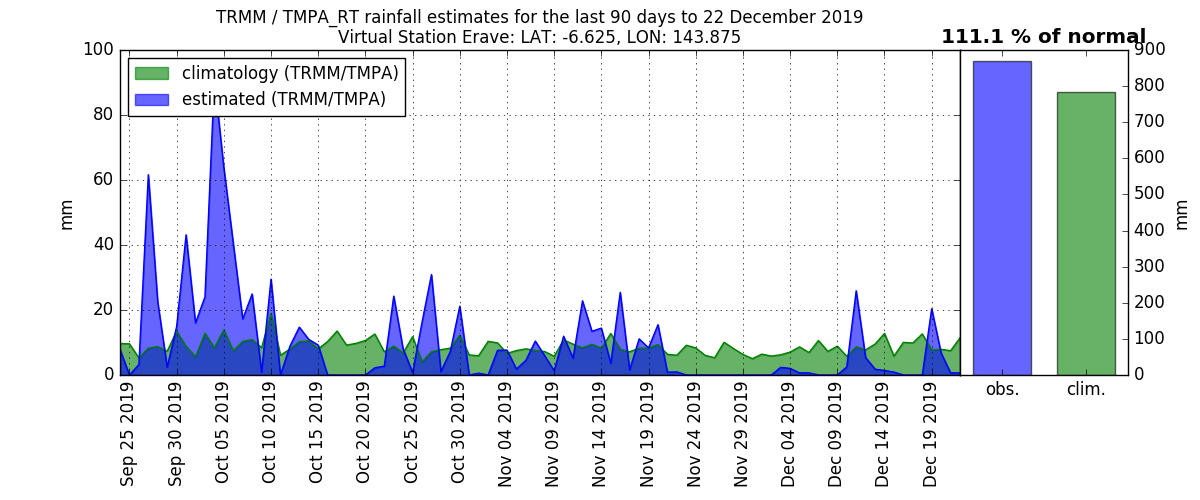 TRMM / TMPA_RT rainfall estimates for the last 90 days to 22 December 2019
Virtual Station Erave: LAT: -6.625, LON: 143.875
111.1 % of normal
climatology (TRMM/TMPA)
estimated (TRMM/TMPA)
100
80
60
40
20
0
mm
900
800
700
600
500
400
300
200
100
0
mm
Sep 25 2019
Sep 30 2019
Oct 05 2019
Oct 10 2019
Oct 15 2019
Oct 20 2019
Oct 25 2019
Oct 30 2019
Nov 04 2019
Nov 09 2019
Nov 14 2019
Nov 19 2019
Nov 24 2019
Nov 29 2019
Dec 04 2019
Dec 09 2019
Dec 14 2019
Dec 19 2019
obs.
clim.